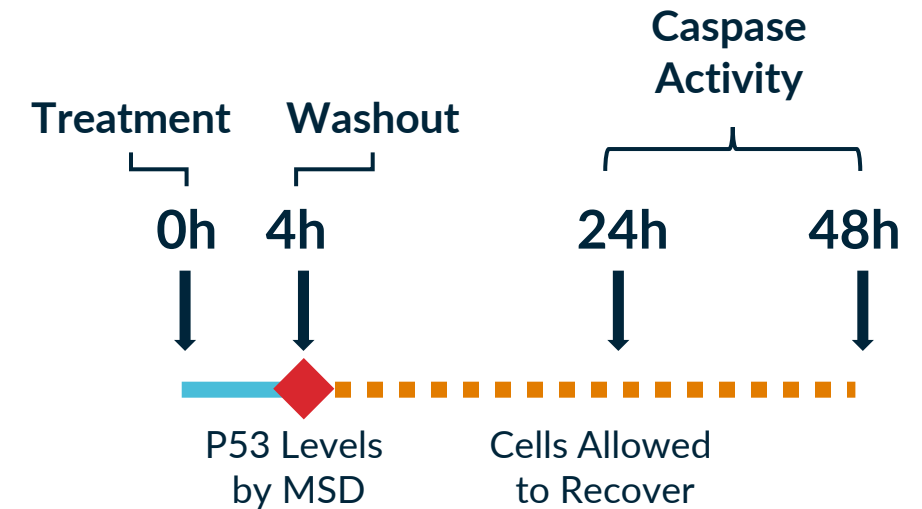 Caspase
Activity
Treatment
Washout
0h
4h
24h
48h
P53 Levels
by MSD
Cells Allowed
to Recover